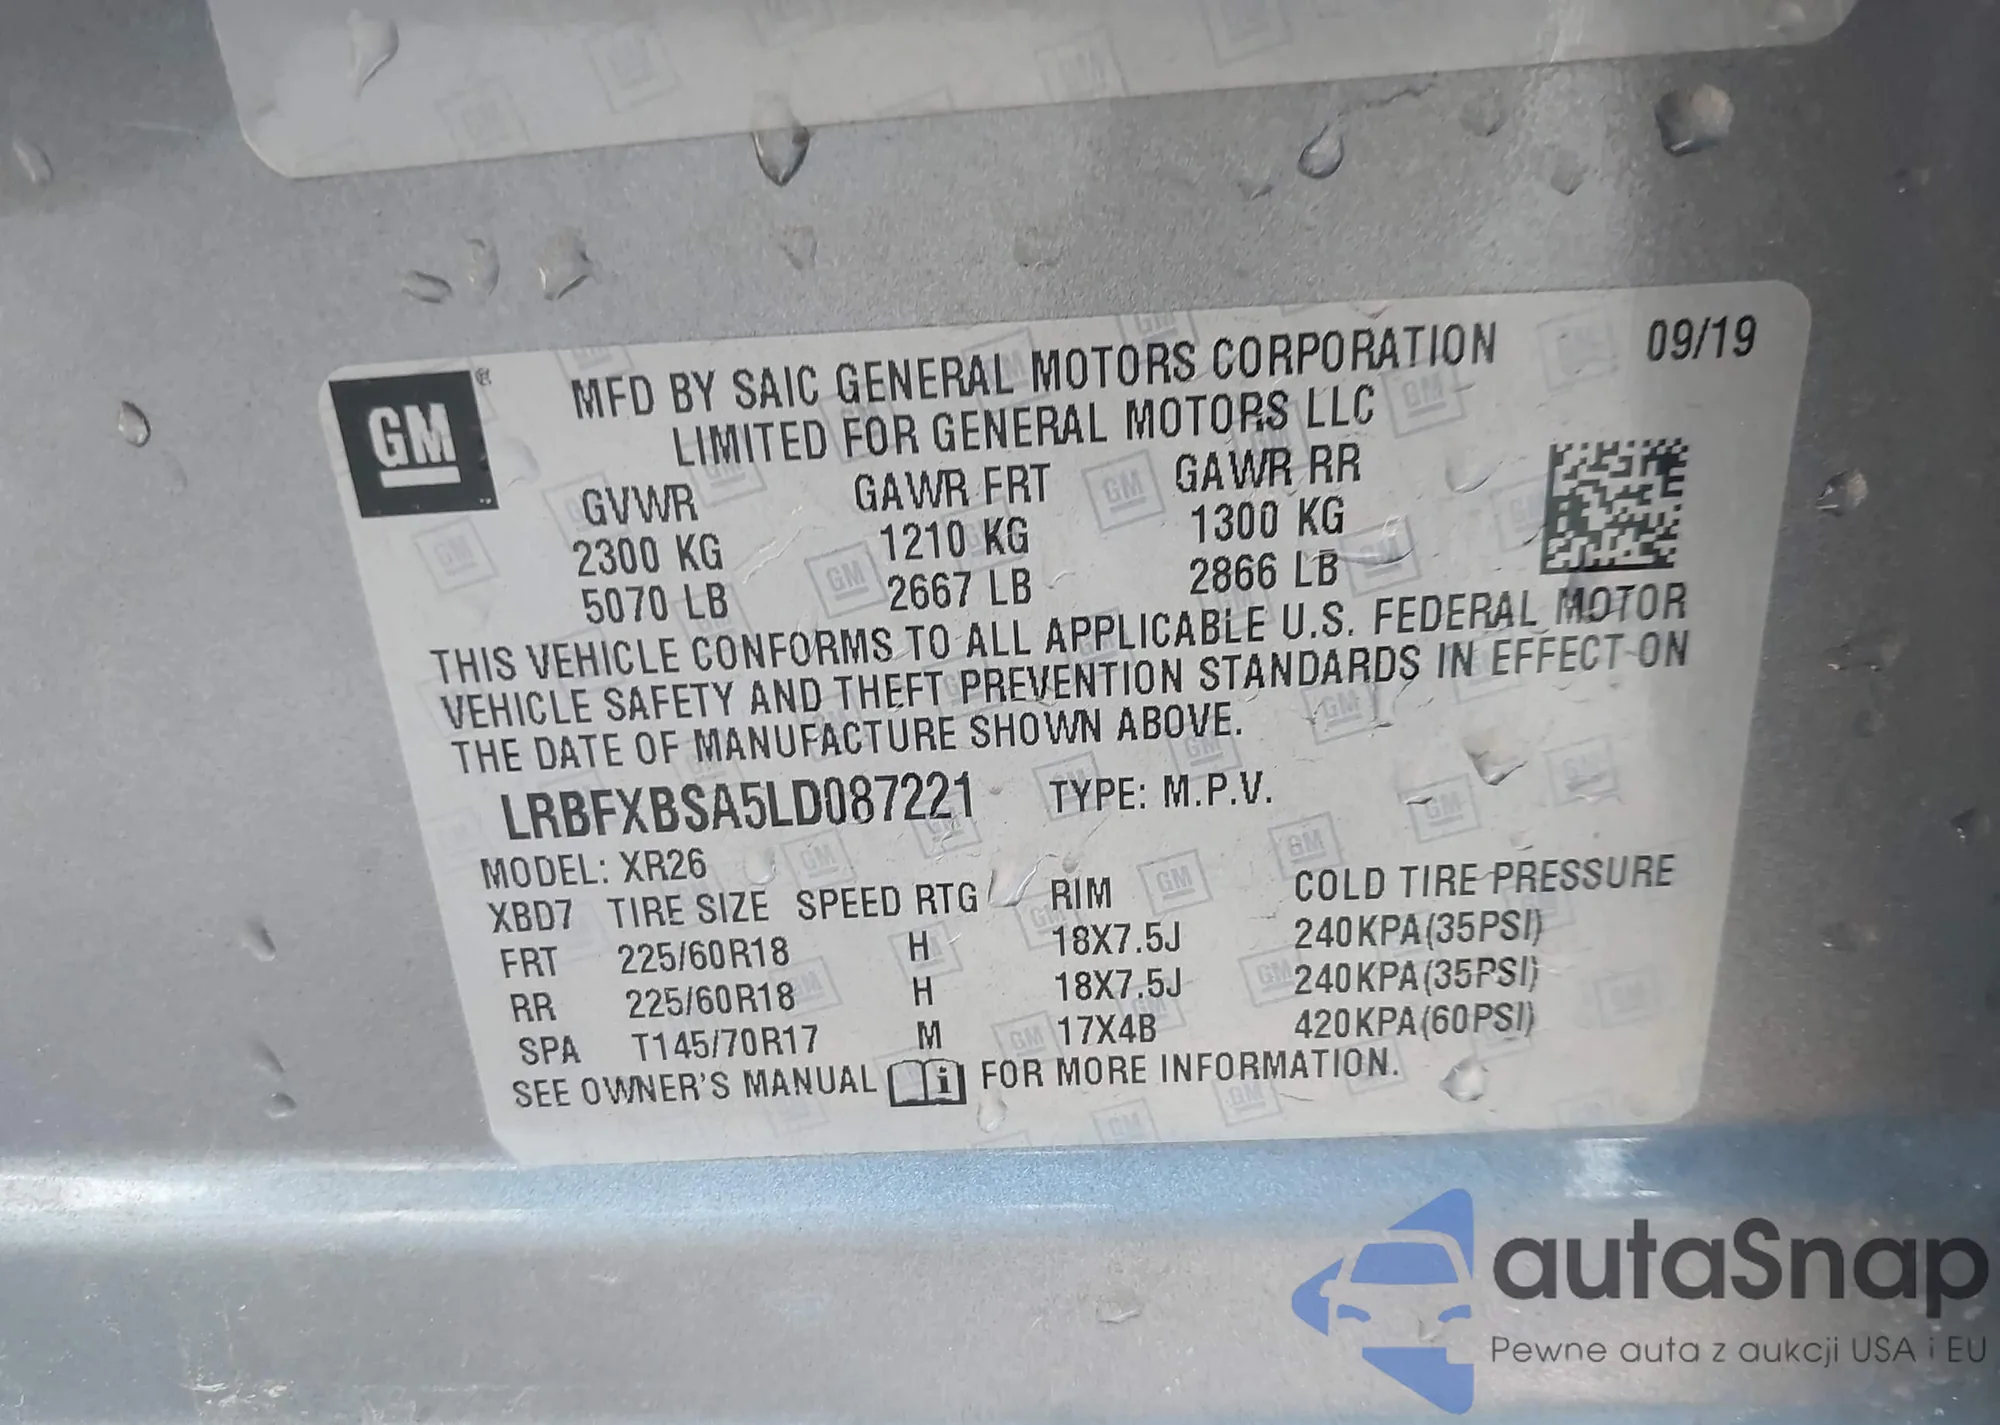 GM®
MFD BY SAIC GENERAL MOTORS CORPORATION 09/19
LIMITED FOR GENERAL MOTORS LLC
GVWR GAWR FRT GAWR RR
2300 KG 1210 KG 1300 KG
5070 LB 2667 LB 2866 LB
THIS VEHICLE CONFORMS TO ALL APPLICABLE U.S. FEDERAL MOTOR
VEHICLE SAFETY AND THEFT PREVENTION STANDARDS IN EFFECT ON
THE DATE OF MANUFACTURE SHOWN ABOVE.
LRBFXBSA5LD087221 TYPE: M.P.V.
MODEL: XR26
XBD7 TIRE SIZE SPEED RTG RIM COLD TIRE PRESSURE
FRT 225/60R18 H 18X7.5J 240KPA(35PSI)
RR 225/60R18 H 18X7.5J 240KPA(35PSI)
SPA T145/70R17 M 17X4B 420KPA(60PSI)
SEE OWNER'S MANUAL i FOR MORE INFORMATION.
autaSnap
Pewne auta z aukcji USA i EU